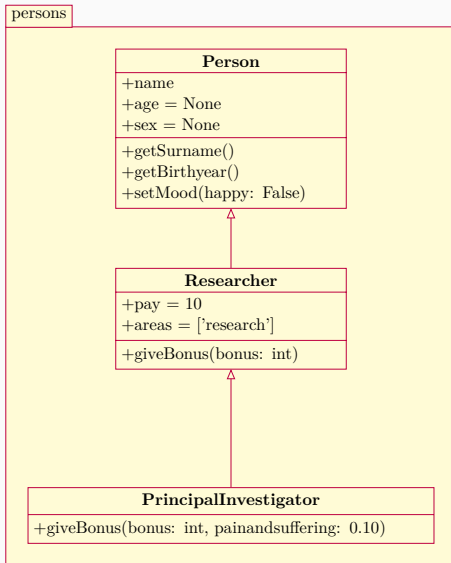 persons
Person
+name
+age = None
+sex = None
+getSurname()
+getBirthyear()
+setMood(happy: False)
Researcher
+pay = 10
+areas = ['research']
+giveBonus(bonus: int)
PrincipalInvestigator
+giveBonus(bonus: int, painandsuffering: 0.10)